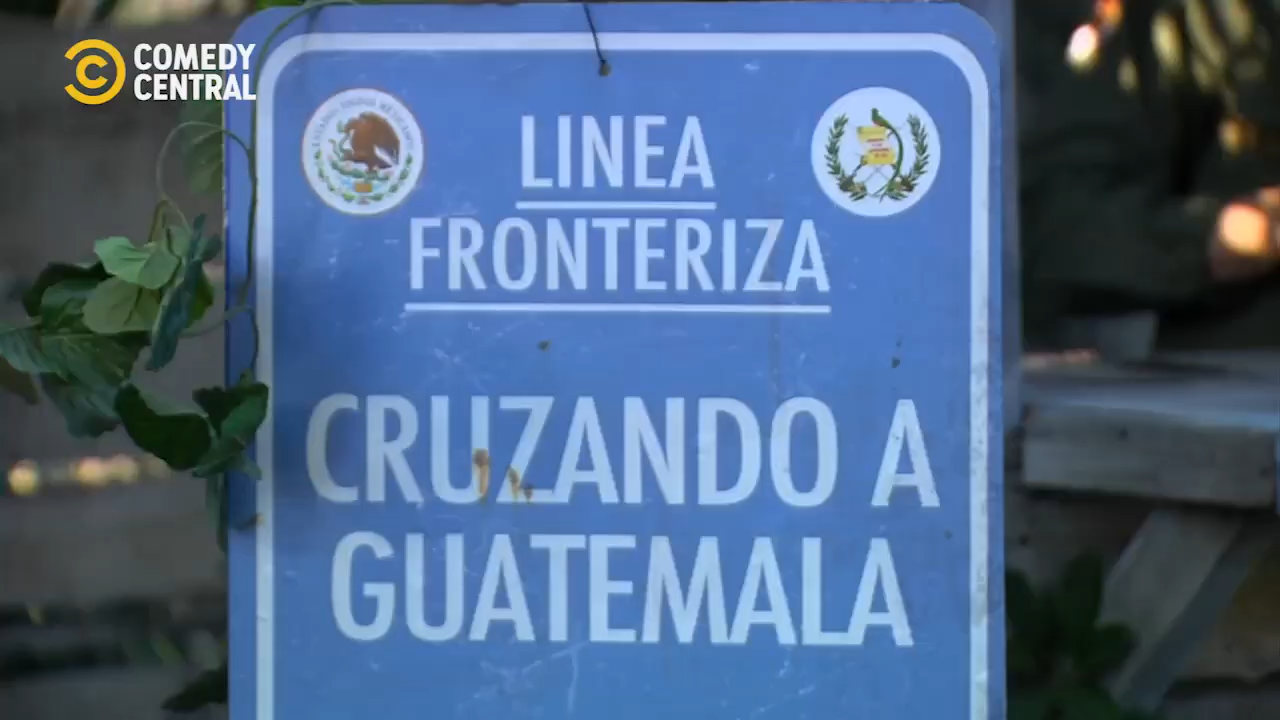 COMEDY
CENTRAL
LINEA
FRONTERIZA
CRUZANDO A
GUATEMALA